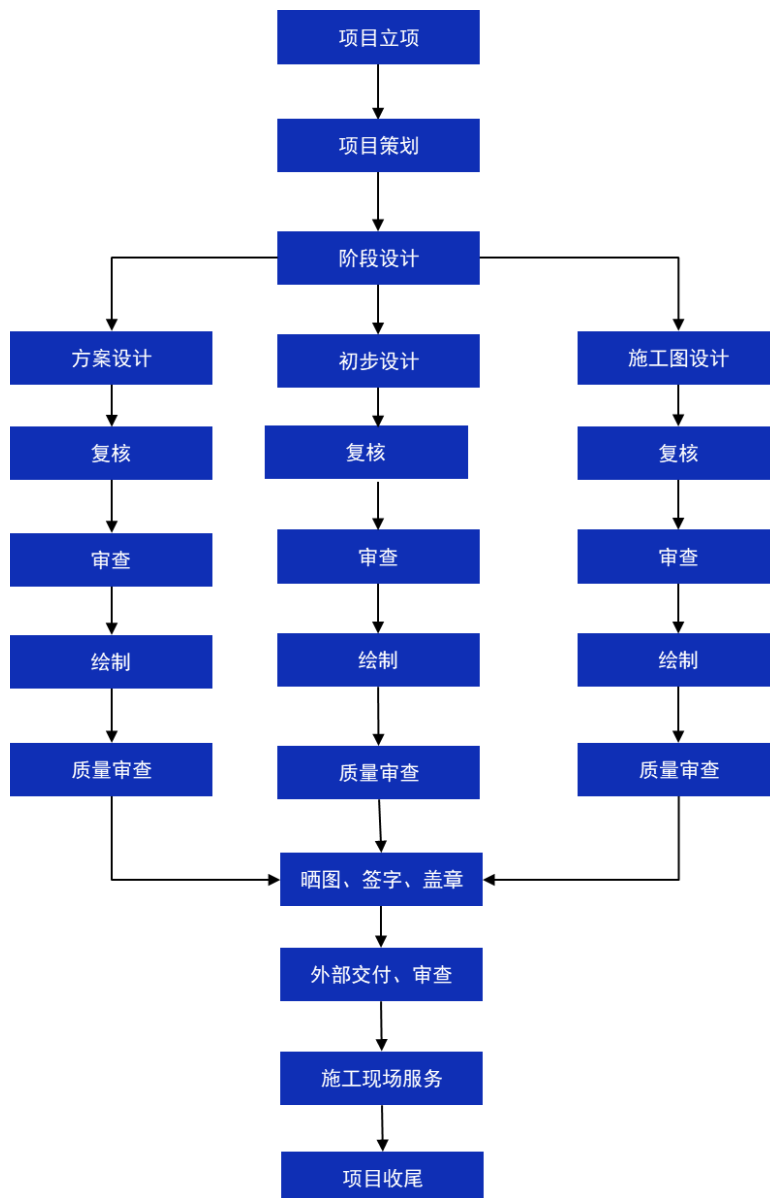 项目立项
项目策划
阶段设计
方案设计
初步设计
施工图设计
复核
复核
复核
审查
审查
审查
绘制
绘制
绘制
质量审查
质量审查
质量审查
晒图、签字、盖章
外部交付、审查
施工现场服务
项目收尾